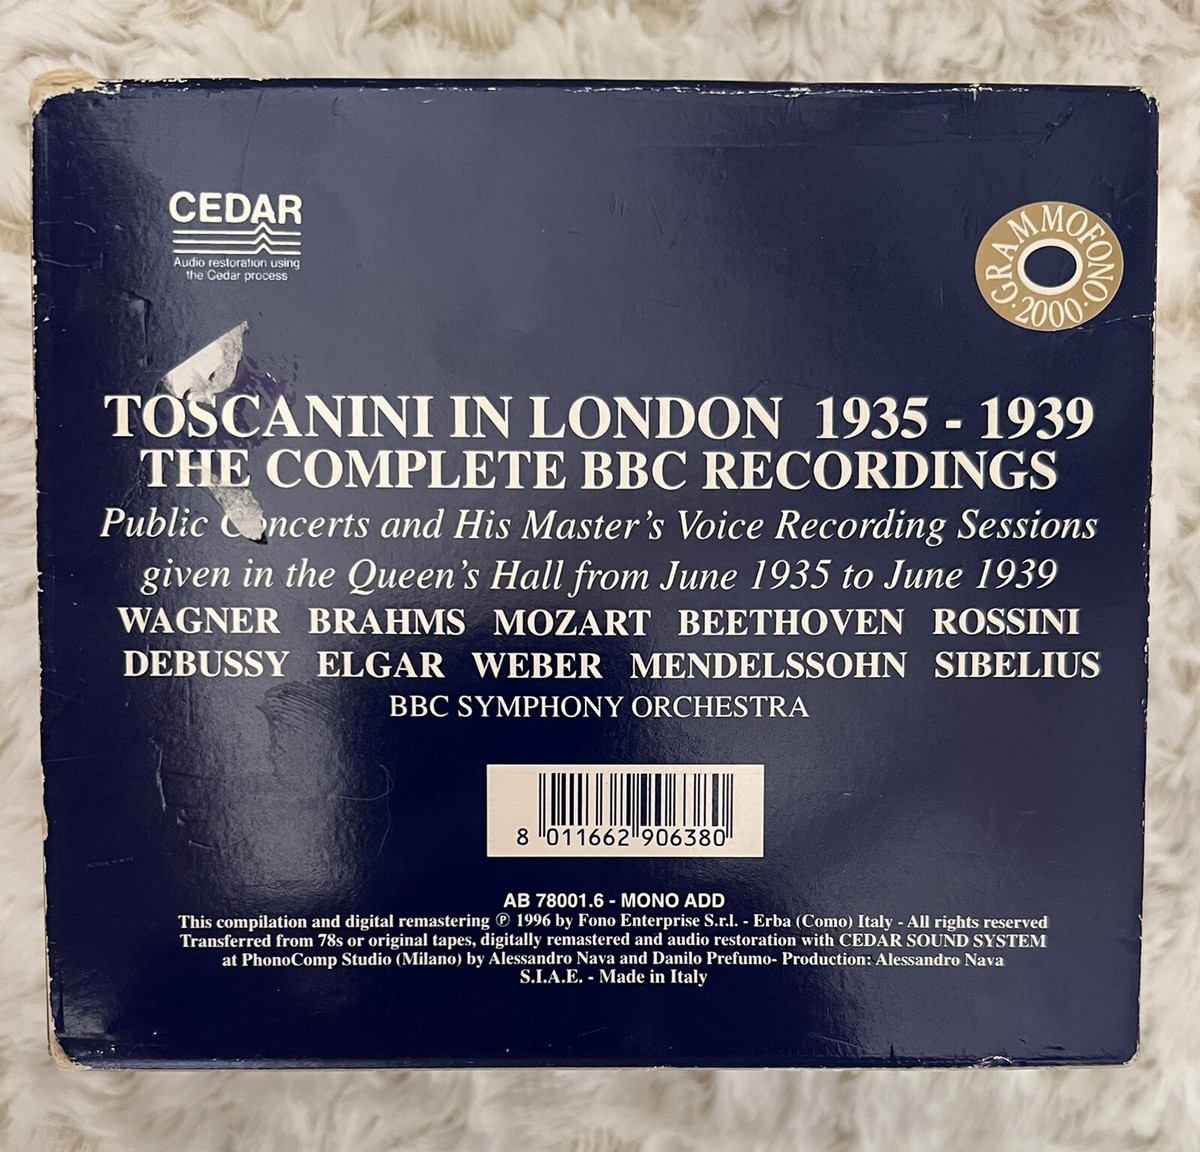 CEDAR
Audio restoration using
the Cedar process
GRAMMOFONO · 2000 ·
TOSCANINI IN LONDON 1935 - 1939
THE COMPLETE BBC RECORDINGS
Public Concerts and His Master's Voice Recording Sessions
given in the Queen's Hall from June 1935 to June 1939
WAGNER BRAHMS MOZART BEETHOVEN ROSSINI
DEBUSSY ELGAR WEBER MENDELSSOHN SIBELIUS
BBC SYMPHONY ORCHESTRA
8 011662 906380
AB 78001.6 - MONO ADD
This compilation and digital remastering ℗ 1996 by Fono Enterprise S.r.l. - Erba (Como) Italy - All rights reserved
Transferred from 78s or original tapes, digitally remastered and audio restoration with CEDAR SOUND SYSTEM
at PhonoComp Studio (Milano) by Alessandro Nava and Danilo Prefumo- Production: Alessandro Nava
S.I.A.E. - Made in Italy